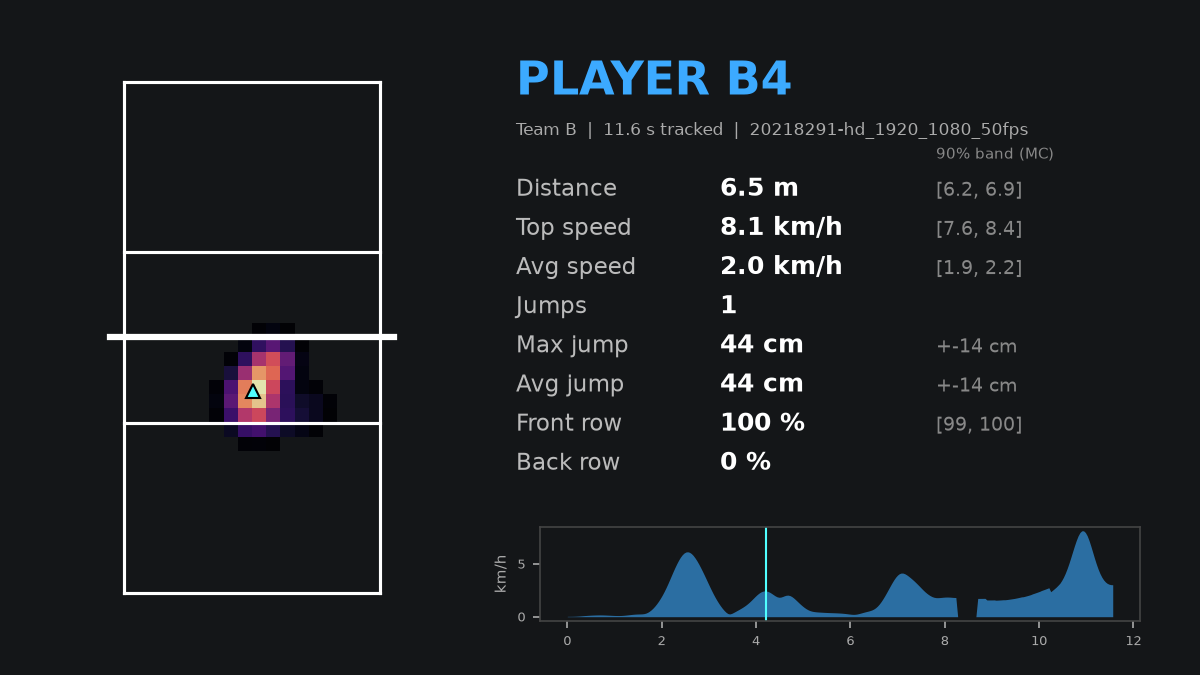 PLAYER B4
Team B | 11.6 s tracked | 20218291-hd_1920_1080_50fps
90% band (MC)
Distance 6.5 m [6.2, 6.9]
Top speed 8.1 km/h [7.6, 8.4]
Avg speed 2.0 km/h [1.9, 2.2]
Jumps 1
Max jump 44 cm +-14 cm
Avg jump 44 cm +-14 cm
Front row 100 % [99, 100]
Back row 0 %
km/h
5
0
0 2 4 6 8 10 12